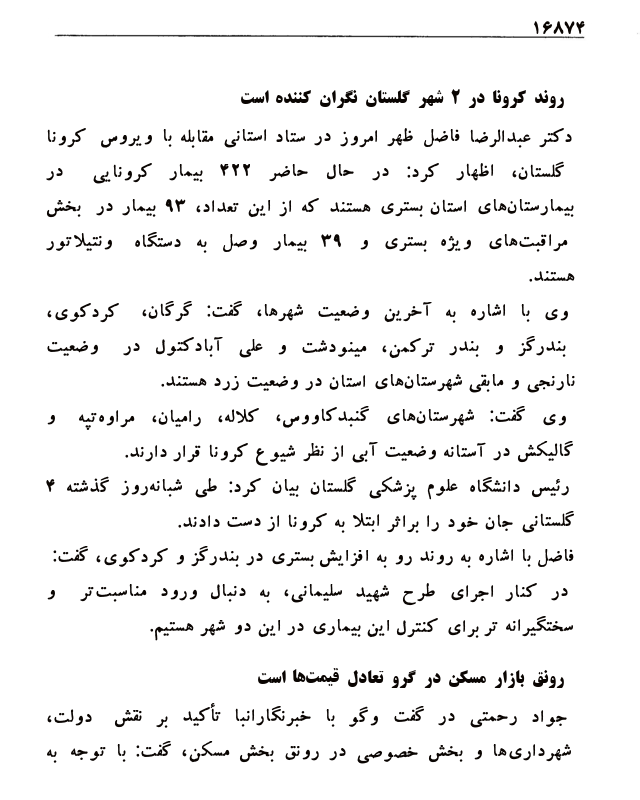 ۱۶۸۷۴
روند کرونا در ۲ شهر گلستان نگران کننده است
دکتر عبدالرضا فاضل ظهر امروز در ستاد استانی مقابله با ویروس کرونا
گلستان، اظهار کرد: در حال حاضر ۴۲۲ بیمار کرونایی در
بیمارستان‌های استان بستری هستند که از این تعداد، ۹۳ بیمار در بخش
مراقبت‌های ویژه بستری و ۳۹ بیمار وصل به دستگاه ونتیلاتور
هستند.
وی با اشاره به آخرین وضعیت شهرها، گفت: گرگان، کردکوی،
بندرگز و بندر ترکمن، مینودشت و علی آبادکتول در وضعیت
نارنجی و مابقی شهرستان‌های استان در وضعیت زرد هستند.
وی گفت: شهرستان‌های گنبدکاووس، کلاله، رامیان، مراوه‌تپه و
گالیکش در آستانه وضعیت آبی از نظر شیوع کرونا قرار دارند.
رئیس دانشگاه علوم پزشکی گلستان بیان کرد: طی شبانه‌روز گذشته ۴
گلستانی جان خود را براثر ابتلا به کرونا از دست دادند.
فاضل با اشاره به روند رو به افزایش بستری در بندرگز و کردکوی، گفت:
در کنار اجرای طرح شهید سلیمانی، به دنبال ورود مناسبت‌تر و
سختگیرانه تر برای کنترل این بیماری در این دو شهر هستیم.
رونق بازار مسکن در گرو تعادل قیمت‌ها است
جواد رحمتی در گفت وگو با خبرنگارانبا تأکید بر نقش دولت،
شهرداری‌ها و بخش خصوصی در رونق بخش مسکن، گفت: با توجه به